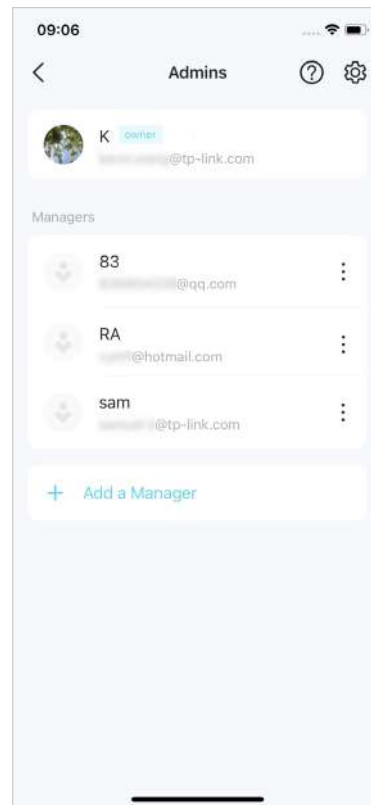 09:06
Admins
K owner
@tp-link.com
Managers
83
@qq.com
RA
@hotmail.com
sam
@tp-link.com
+ Add a Manager